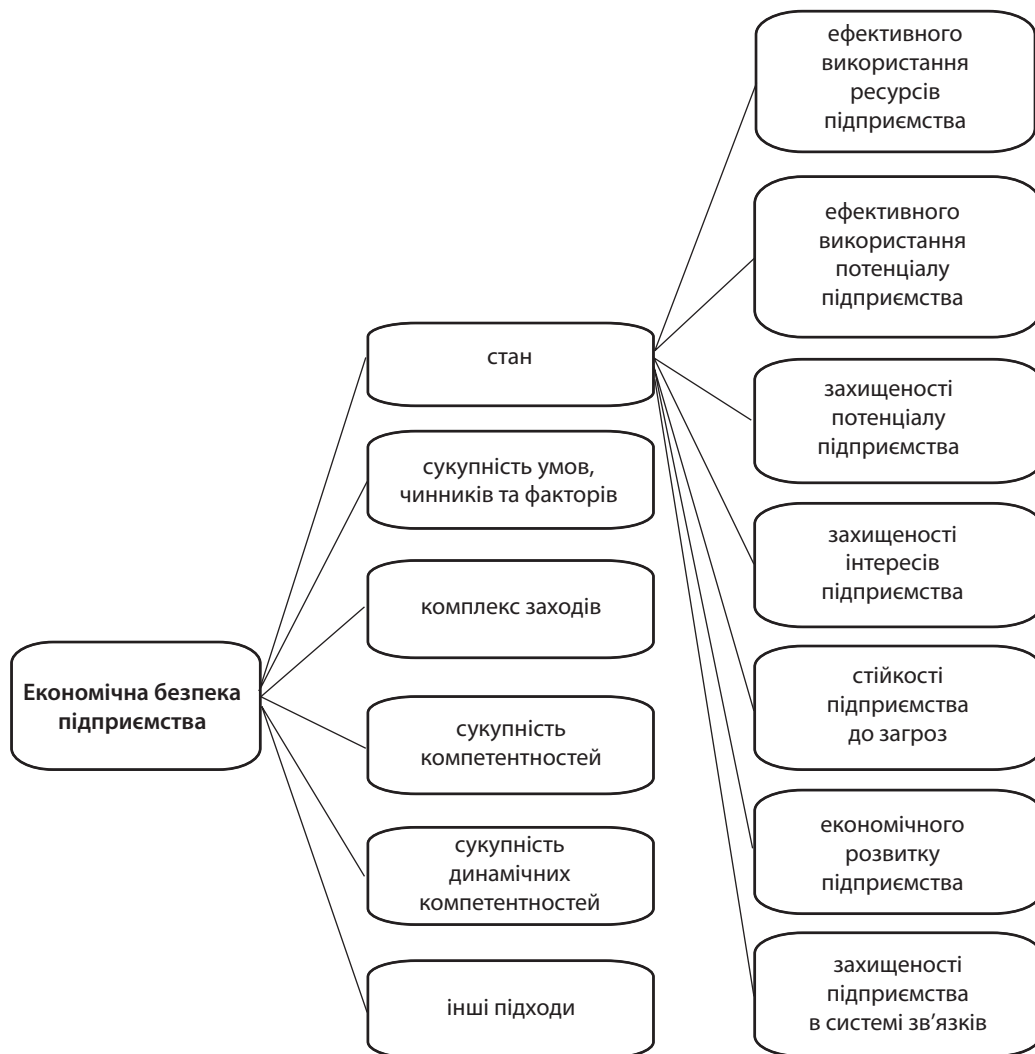 Економічна безпека
підприємства
стан
сукупність умов,
чинників та факторів
комплекс заходів
сукупність
компетентностей
сукупність
динамічних
компетентностей
інші підходи
ефективного
використання
ресурсів
підприємства
ефективного
використання
потенціалу
підприємства
захищеності
потенціалу
підприємства
захищеності
інтересів
підприємства
стійкості
підприємства
до загроз
економічного
розвитку
підприємства
захищеності
підприємства
в системі зв’язків